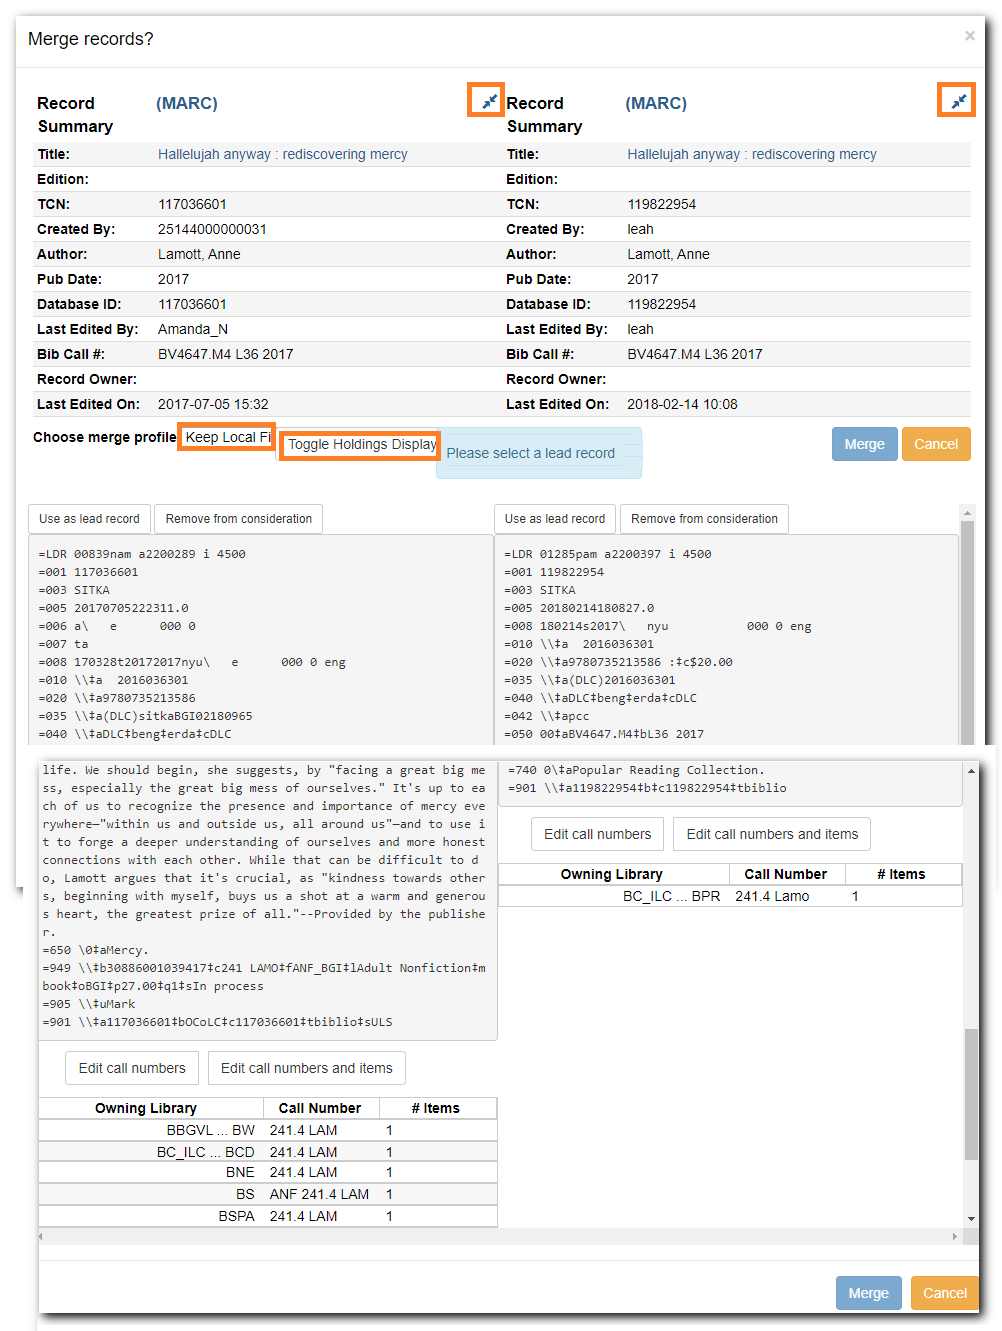 Merge records?
×
Record Summary (MARC)
Title: Hallelujah anyway : rediscovering mercy
Edition:
TCN: 117036601
Created By: 25144000000031
Author: Lamott, Anne
Pub Date: 2017
Database ID: 117036601
Last Edited By: Amanda_N
Bib Call #: BV4647.M4 L36 2017
Record Owner:
Last Edited On: 2017-07-05 15:32
Record Summary (MARC)
Title: Hallelujah anyway : rediscovering mercy
Edition:
TCN: 119822954
Created By: leah
Author: Lamott, Anne
Pub Date: 2017
Database ID: 119822954
Last Edited By: leah
Bib Call #: BV4647.M4 L36 2017
Record Owner:
Last Edited On: 2018-02-14 10:08
Choose merge profile Keep Local Fi Toggle Holdings Display Please select a lead record Merge Cancel
Use as lead record Remove from consideration
=LDR 00839nam a2200289 i 4500
=001 117036601
=003 SITKA
=005 20170705222311.0
=006 a\   e      000 0
=007 ta
=008 170328t20172017nyu\   e      000 0 eng
=010 \\‡a  2016036301
=020 \\‡a9780735213586
=035 \\‡a(DLC)sitkaBGI02180965
=040 \\‡aDLC‡beng‡erda‡cDLC
Use as lead record Remove from consideration
=LDR 01285pam a2200397 i 4500
=001 119822954
=003 SITKA
=005 20180214180827.0
=008 180214s2017\   nyu           000 0 eng
=010 \\‡a  2016036301
=020 \\‡a9780735213586 :‡c$20.00
=035 \\‡a(DLC)2016036301
=040 \\‡aDLC‡beng‡erda‡cDLC
=042 \\‡apcc
=050 00‡aBV4647.M4‡bL36 2017
life. We should begin, she suggests, by "facing a great big me
ss, especially the great big mess of ourselves." It's up to ea
ch of us to recognize the presence and importance of mercy eve
rywhere—"within us and outside us, all around us"—and to use i
t to forge a deeper understanding of ourselves and more honest
connections with each other. While that can be difficult to d
o, Lamott argues that it's crucial, as "kindness towards other
s, beginning with myself, buys us a shot at a warm and generou
s heart, the greatest prize of all."--Provided by the publishe
r.
=650 \0‡aMercy.
=949 \\‡b30886001039417‡c241 LAMO‡fANF_BGI‡lAdult Nonfiction‡m
book‡oBGI‡p27.00‡q1‡sIn process
=905 \\‡uMark
=901 \\‡a117036601‡bOCoLC‡c117036601‡tbiblio‡sULS
Edit call numbers Edit call numbers and items
Owning Library Call Number # Items
BBGVL ... BW 241.4 LAM 1
BC_ILC ... BCD 241.4 LAM 1
BNE 241.4 LAM 1
BS ANF 241.4 LAM 1
BSPA 241.4 LAM 1
=740 0\‡aPopular Reading Collection.
=901 \\‡a119822954‡b‡c119822954‡tbiblio
Edit call numbers Edit call numbers and items
Owning Library Call Number # Items
BC_ILC ... BPR 241.4 Lamo 1
Merge Cancel